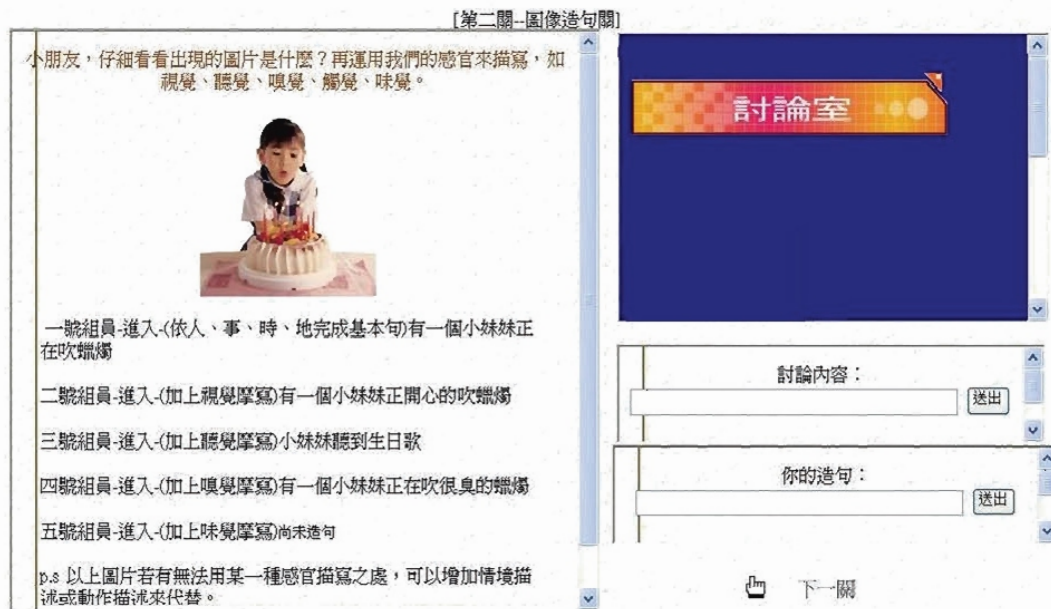 [第二關--圖像造句關]
小朋友，仔細看看出現的圖片是什麼？再運用我們的感官來描寫，如
視覺、聽覺、嗅覺、觸覺、味覺。
一號組員-進入-(依人、事、時、地完成基本句)有一個小妹妹正
在吹蠟燭
二號組員-進入-(加上視覺摩寫)有一個小妹妹正開心的吹蠟燭
三號組員-進入-(加上聽覺摩寫)小妹妹聽到生日歌
四號組員-進入-(加上嗅覺摩寫)有一個小妹妹正在吹很臭的蠟燭
五號組員-進入-(加上味覺摩寫)尚未造句
p.s 以上圖片若有無法用某一種感官描寫之處，可以增加情境描
述或動作描述來代替。
討論室
討論內容：
送出
你的造句：
送出
下一關